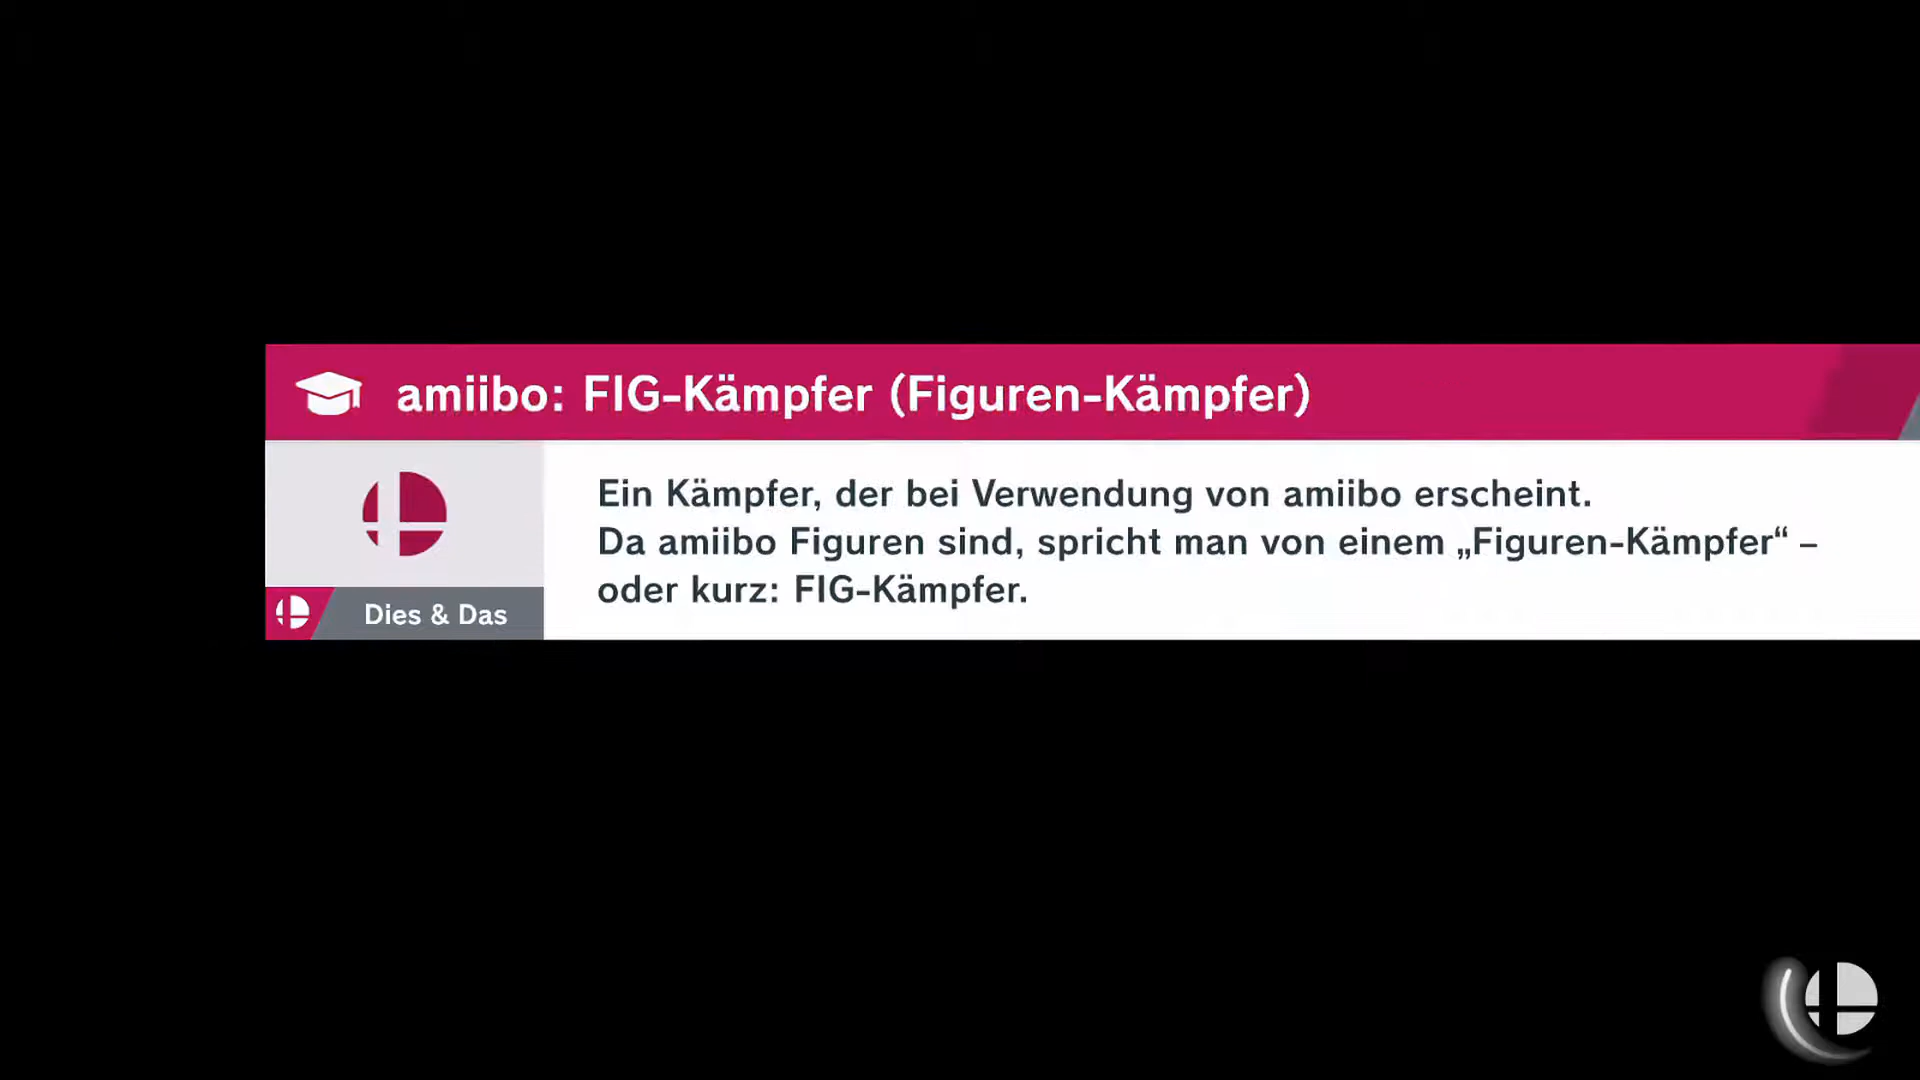 amiibo: FIG-Kämpfer (Figuren-Kämpfer)
Ein Kämpfer, der bei Verwendung von amiibo erscheint.
Da amiibo Figuren sind, spricht man von einem „Figuren-Kämpfer“ –
oder kurz: FIG-Kämpfer.
Dies & Das